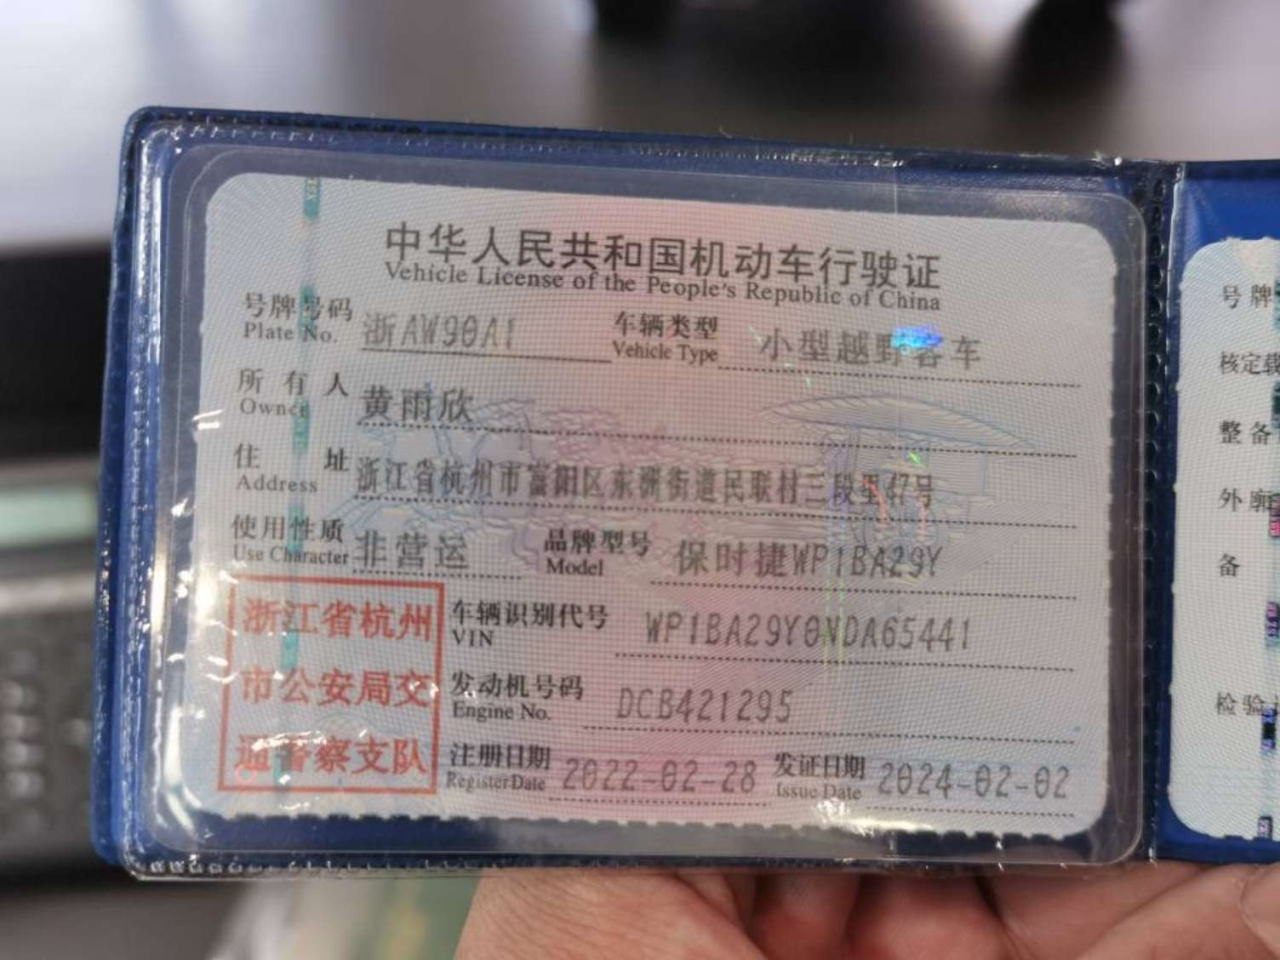 中华人民共和国机动车行驶证
Vehicle License of the People's Republic of China
号牌号码 浙AW90A1 车辆类型 小型越野客车
Plate No. Vehicle Type
所有人 黄雨欣
Owner
住址 浙江省杭州市富阳区东洲街道民联村三段里47号
Address
使用性质 非营运 品牌型号 保时捷WP1BA29Y
Use Character Model
浙江省杭州
市公安局交
通警察支队
车辆识别代号 WP1BA29Y0NDA65441
VIN
发动机号码 DCB421295
Engine No.
注册日期 2022-02-28 发证日期 2024-02-02
Register Date Issue Date
号牌
核定载
整备
外廓
备
检验